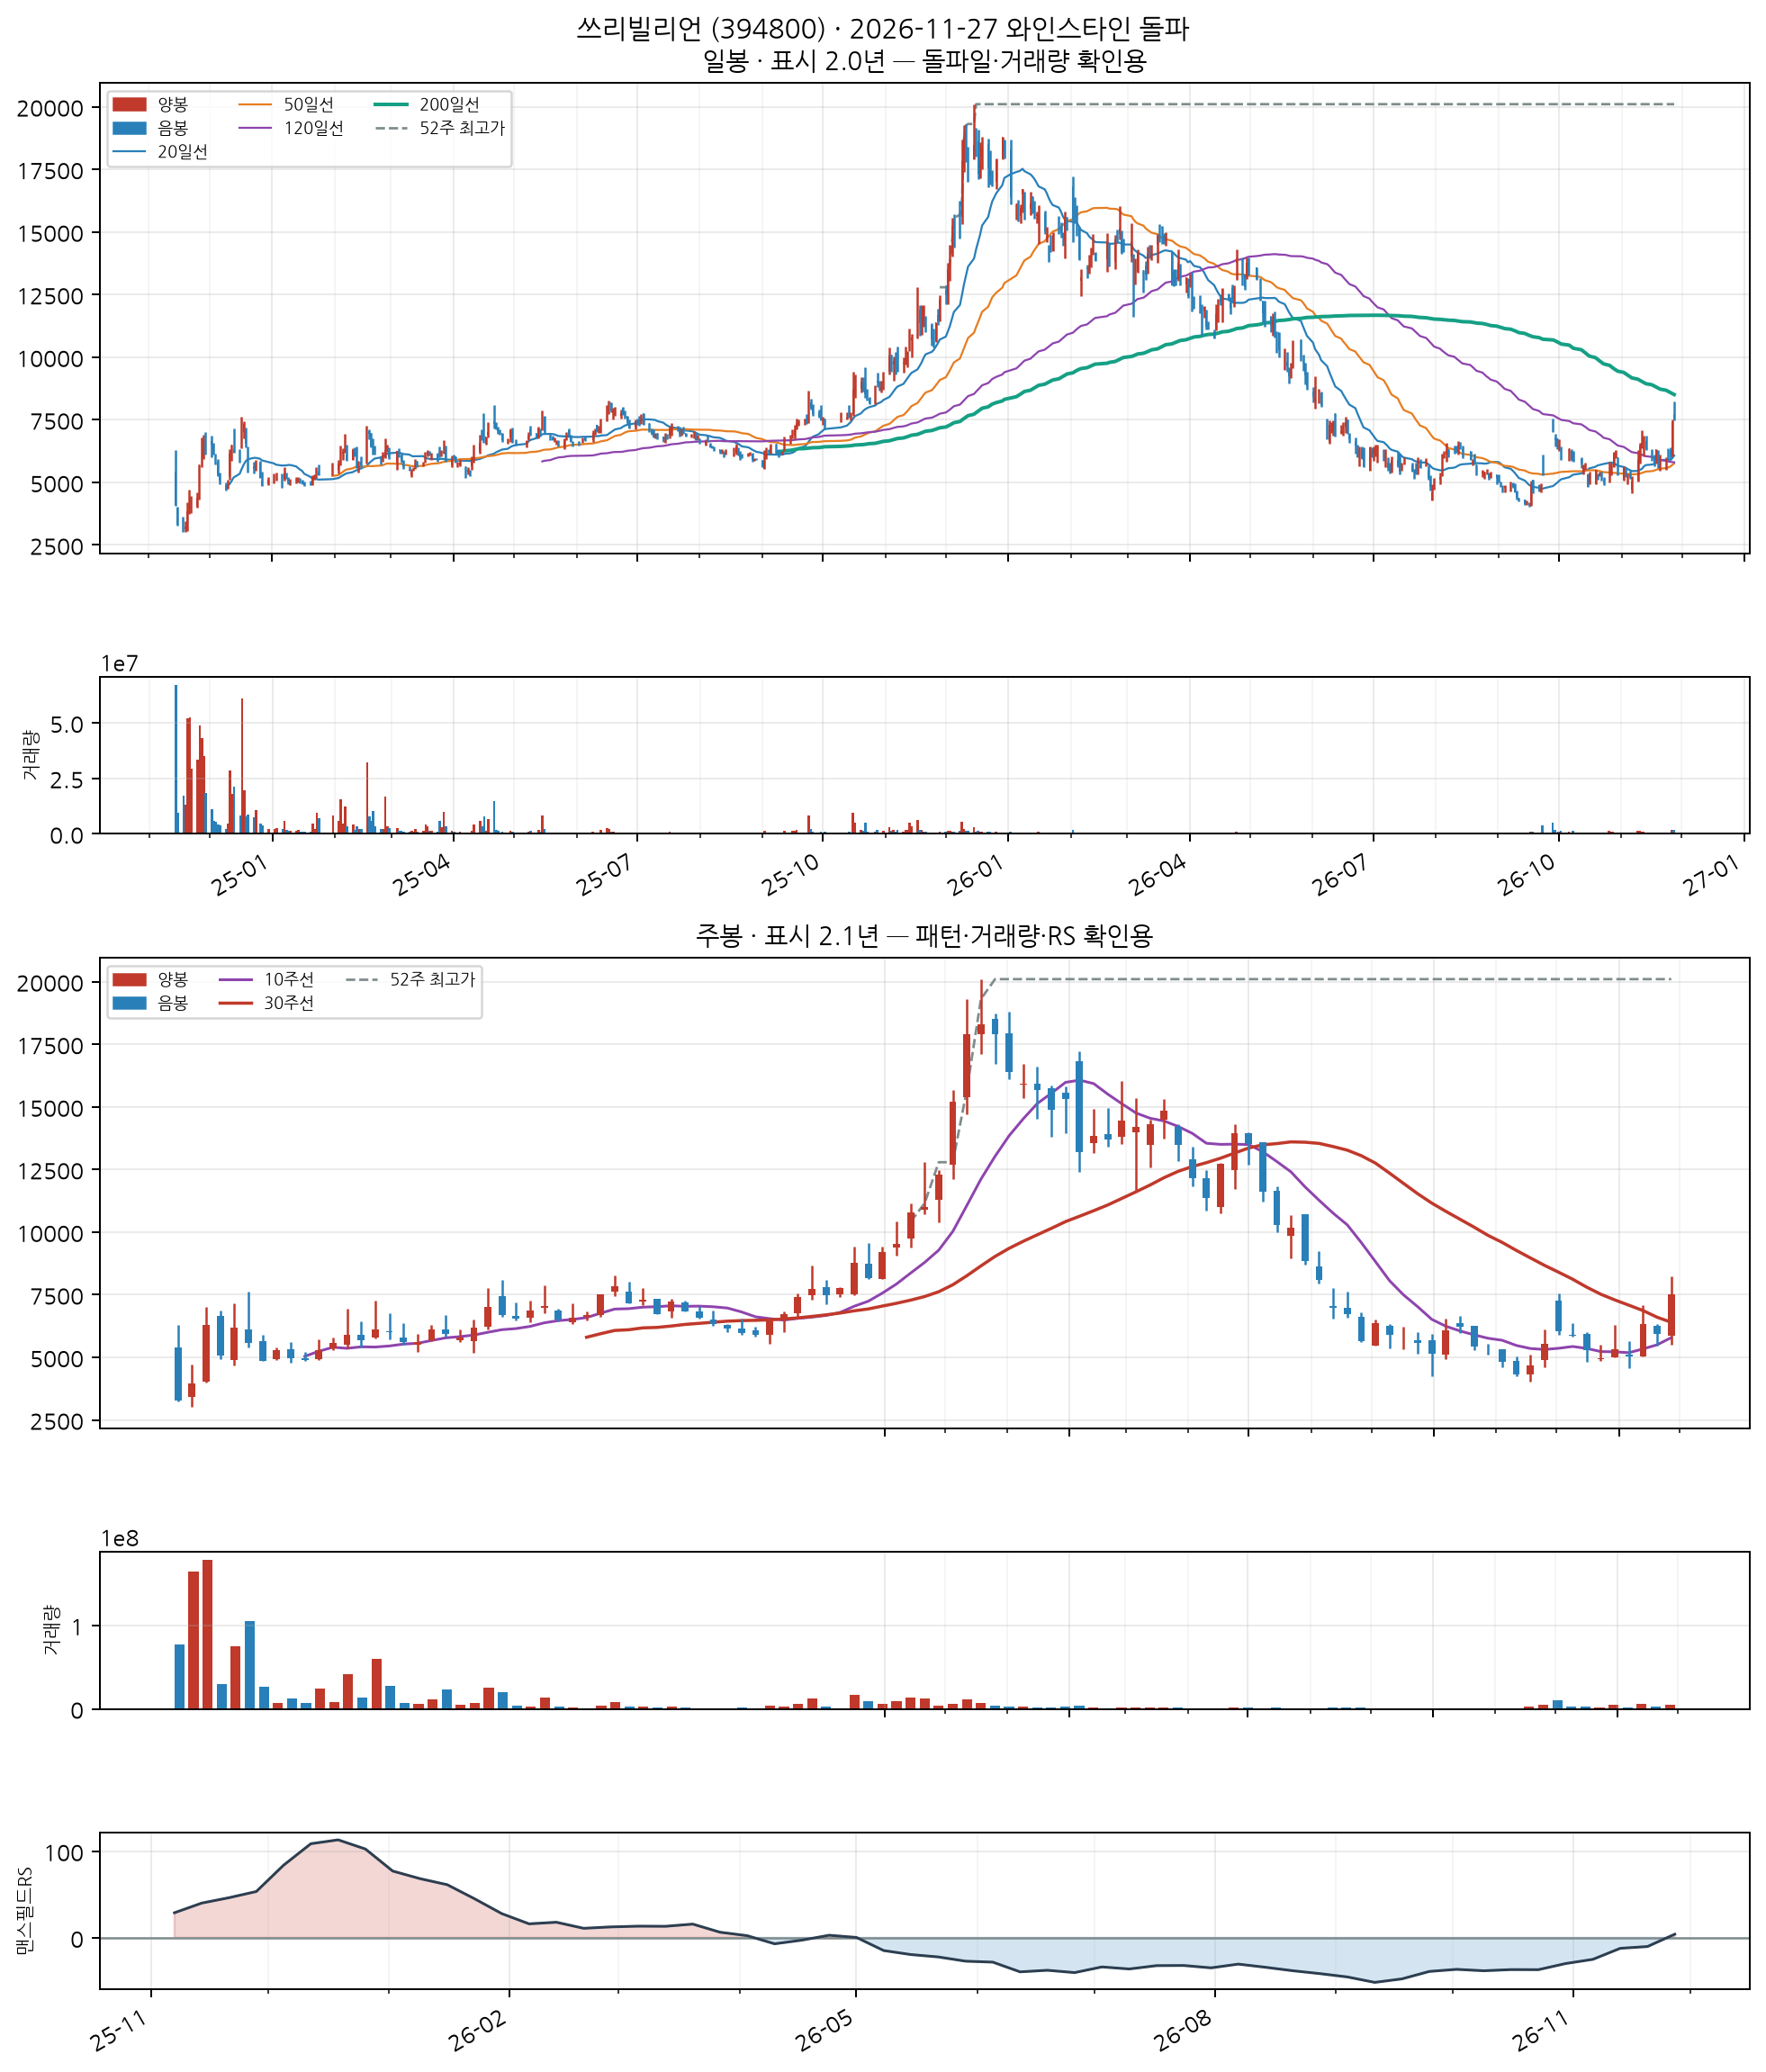 쓰리빌리언 (394800) · 2026-11-27 와인스타인 돌파
일봉 · 표시 2.0년 — 돌파일·거래량 확인용
양봉
음봉
20일선
50일선
120일선
200일선
52주 최고가
20000
17500
15000
12500
10000
7500
5000
2500
1e7
거래량
5.0
2.5
0.0
25-01
25-04
25-07
25-10
26-01
26-04
26-07
26-10
27-01
주봉 · 표시 2.1년 — 패턴·거래량·RS 확인용
양봉
음봉
10주선
30주선
52주 최고가
20000
17500
15000
12500
10000
7500
5000
2500
1e8
거래량
1
0
맨스필드RS
100
0
25-11
26-02
26-05
26-08
26-11